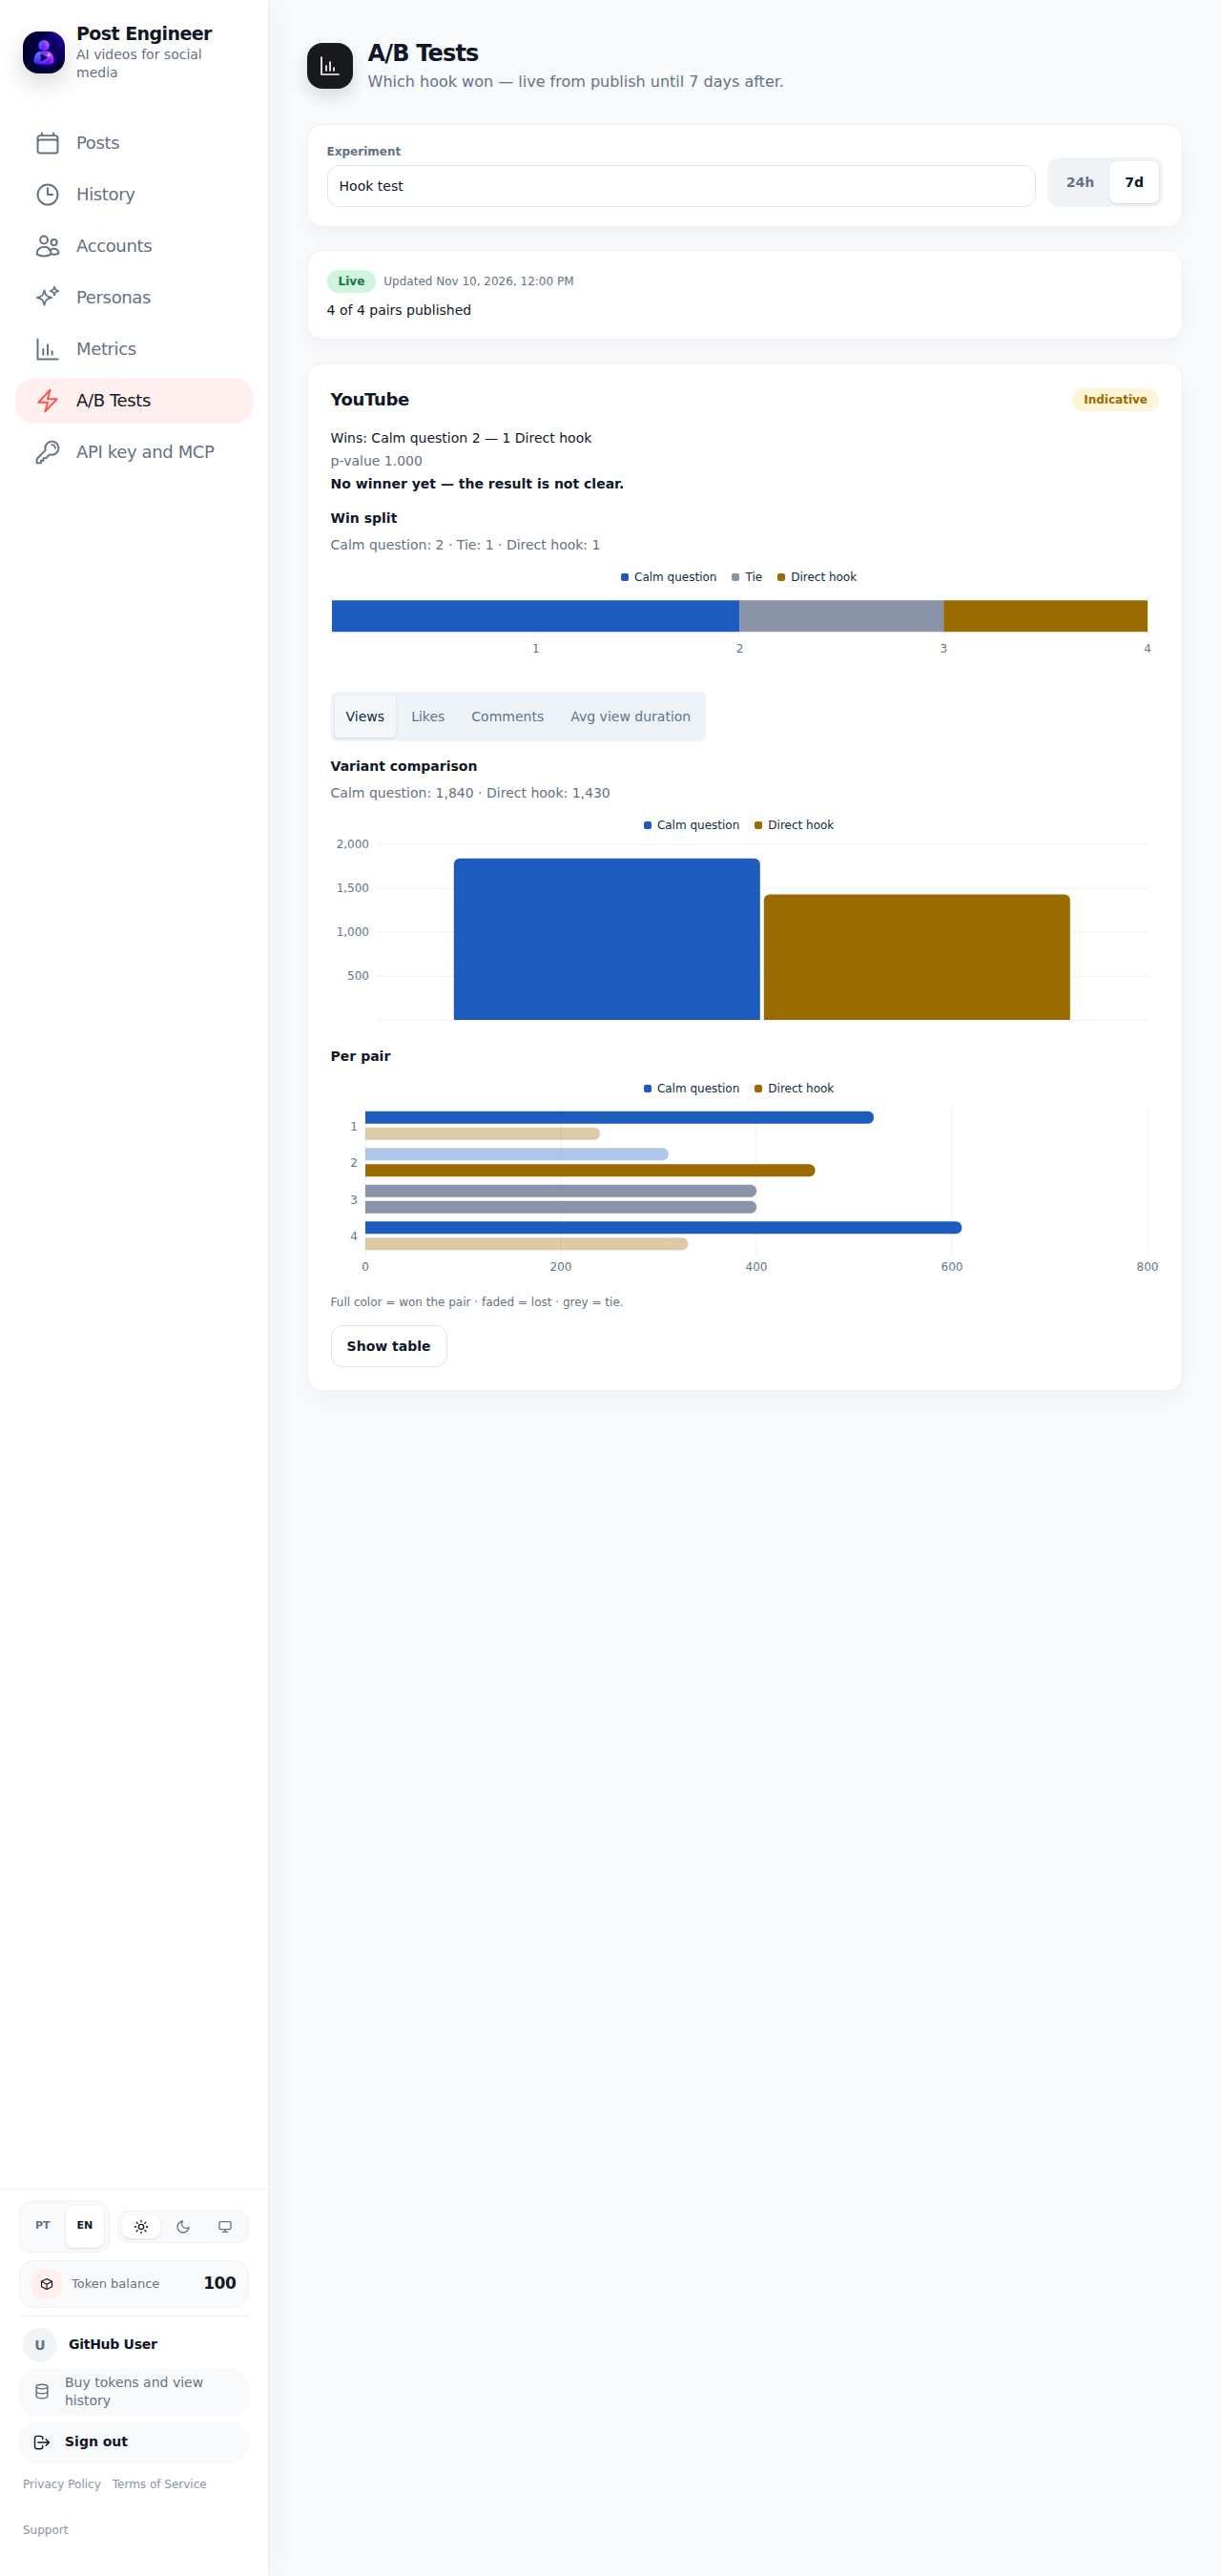 Post Engineer
AI videos for social
media
Posts
History
Accounts
Personas
Metrics
A/B Tests
API key and MCP
PT
EN
Token balance
100
U
GitHub User
Buy tokens and view
history
Sign out
Privacy Policy
Terms of Service
Support
A/B Tests
Which hook won — live from publish until 7 days after.
Experiment
Hook test
24h
7d
Live
Updated Nov 10, 2026, 12:00 PM
4 of 4 pairs published
YouTube
Indicative
Wins: Calm question 2 — 1 Direct hook
p-value 1.000
No winner yet — the result is not clear.
Win split
Calm question: 2 · Tie: 1 · Direct hook: 1
Calm question
Tie
Direct hook
1
2
3
4
Views
Likes
Comments
Avg view duration
Variant comparison
Calm question: 1,840 · Direct hook: 1,430
Calm question
Direct hook
2,000
1,500
1,000
500
Per pair
Calm question
Direct hook
1
2
3
4
0
200
400
600
800
Full color = won the pair · faded = lost · grey = tie.
Show table